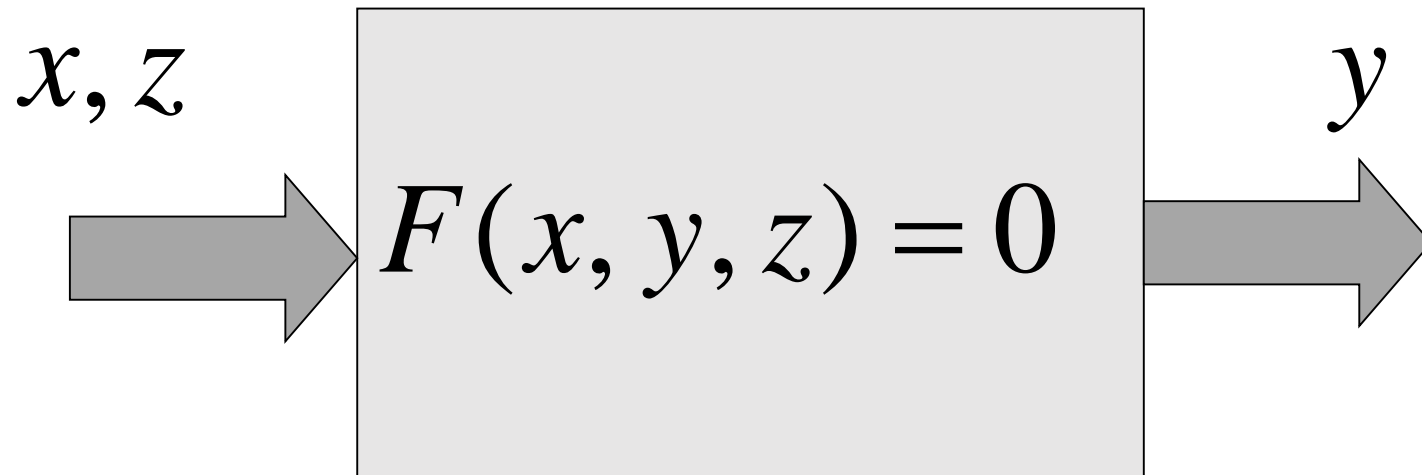 x, z
y
F(x, y, z) = 0